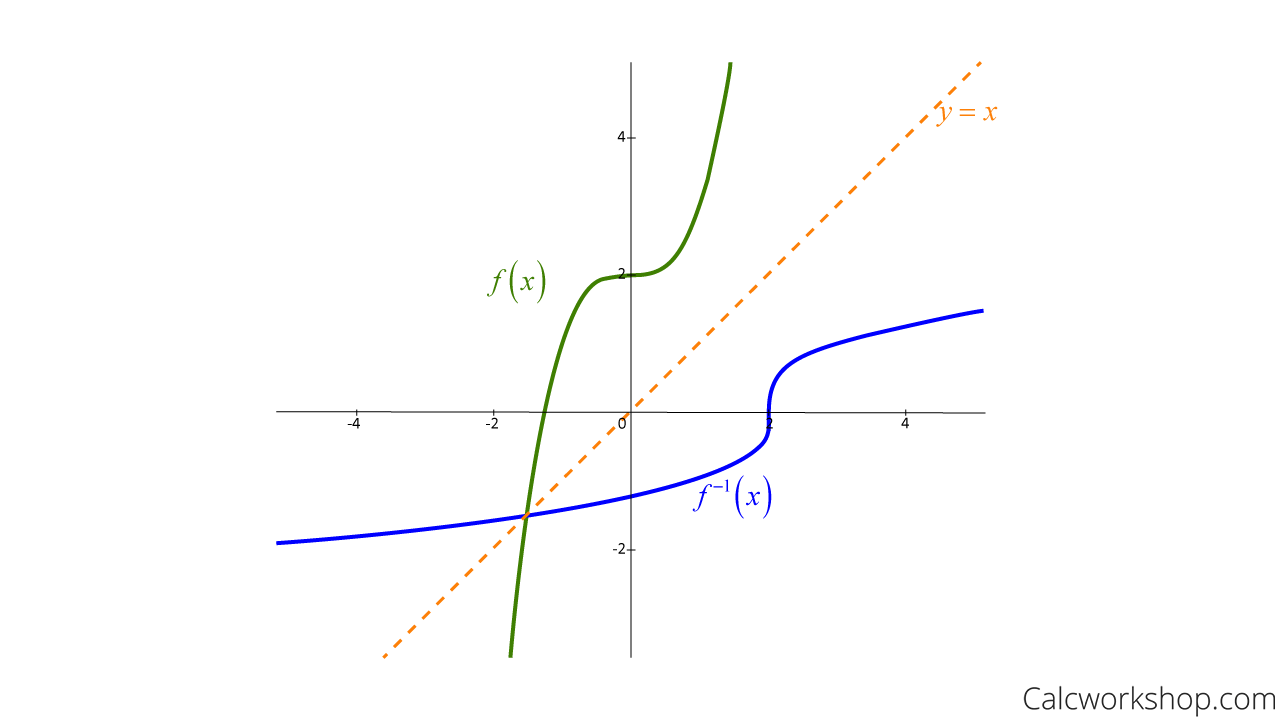 4
y = x
2
f(x)
-4 -2 0 2 4
f⁻¹(x)
-2
Calcworkshop.com